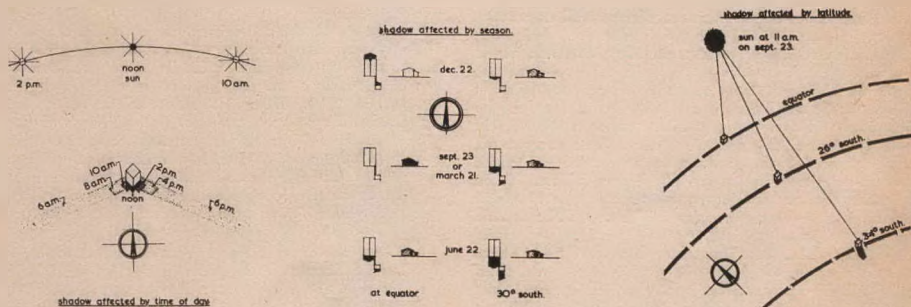 2 p.m.
noon
sun
10 a.m.
10 a.m.
8 a.m.
6 a.m.
2 p.m.
4 p.m.
6 p.m.
noon
shadow affected by time of day
shadow affected by season.
dec. 22
sept. 23
or
march 21.
june 22
at equator
30° south.
shadow affected by latitude
sun at 11 a.m.
on sept. 23.
equator
26° south.
34° south.